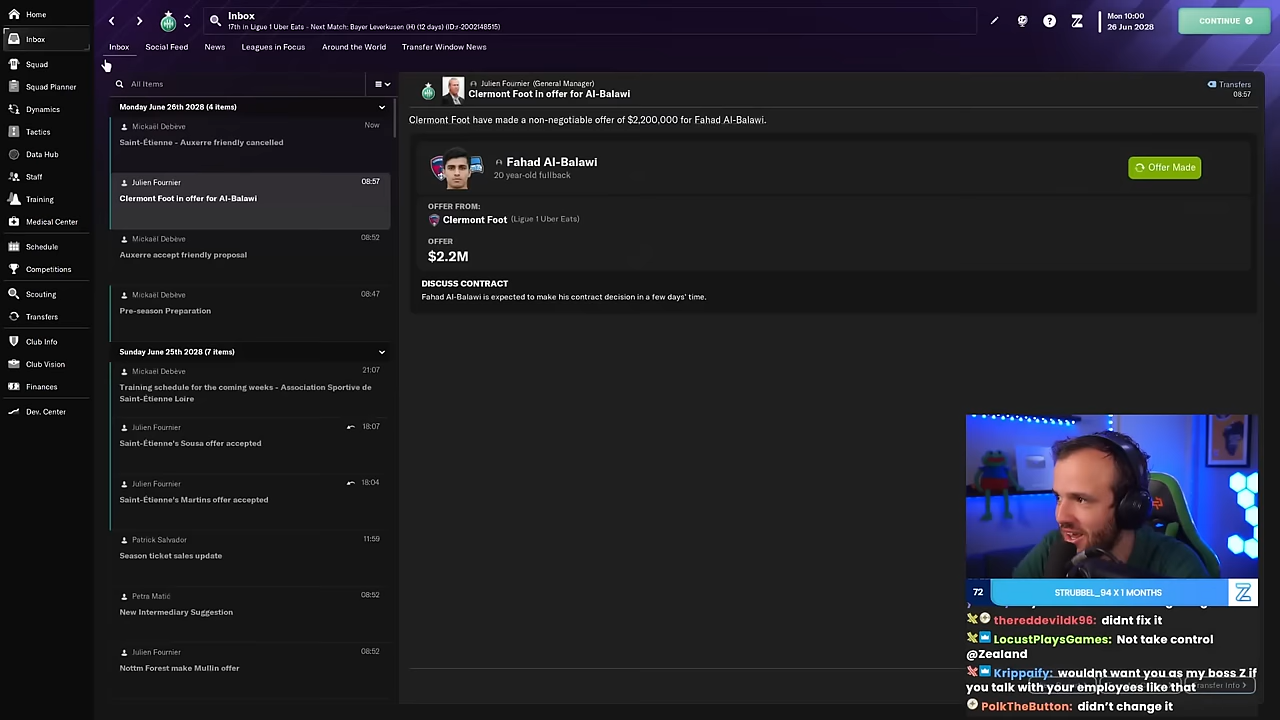 Home
Inbox
Squad
Squad Planner
Dynamics
Tactics
Data Hub
Staff
Training
Medical Center
Schedule
Competitions
Scouting
Transfers
Club Info
Club Vision
Finances
Dev. Center
Inbox
17th in Ligue 1 Uber Eats - Next Match: Bayer Leverkusen (H) (12 days) (ID:r-2002148515)
Mon 10:00
26 Jun 2028
CONTINUE
Inbox
Social Feed
News
Leagues in Focus
Around the World
Transfer Window News
All Items
Monday June 26th 2028 (4 items)
Mickaël Debève
Now
Saint-Étienne - Auxerre friendly cancelled
Julien Fournier
08:57
Clermont Foot in offer for Al-Balawi
Mickaël Debève
08:52
Auxerre accept friendly proposal
Mickaël Debève
08:47
Pre-season Preparation
Sunday June 25th 2028 (7 items)
Mickaël Debève
21:07
Training schedule for the coming weeks - Association Sportive de
Saint-Étienne Loire
Julien Fournier
18:07
Saint-Étienne's Sousa offer accepted
Julien Fournier
18:04
Saint-Étienne's Martins offer accepted
Patrick Salvador
11:59
Season ticket sales update
Petra Matić
08:52
New Intermediary Suggestion
Julien Fournier
08:52
Nottm Forest make Mullin offer
Julien Fournier (General Manager)
Clermont Foot in offer for Al-Balawi
Transfers
08:57
Clermont Foot have made a non-negotiable offer of $2,200,000 for Fahad Al-Balawi.
Fahad Al-Balawi
20 year-old fullback
Offer Made
OFFER FROM:
Clermont Foot (Ligue 1 Uber Eats)
OFFER
$2.2M
DISCUSS CONTRACT
Fahad Al-Balawi is expected to make his contract decision in a few days' time.
72
STRUBBEL_94 X 1 MONTHS
Z
thereddevildk96: didnt fix it
LocustPlaysGames: Not take control
@Zealand
Krippaify: wouldnt want you as my boss Z if
you talk with your employees like that
Transfer Info
PolkTheButton: didn't change it